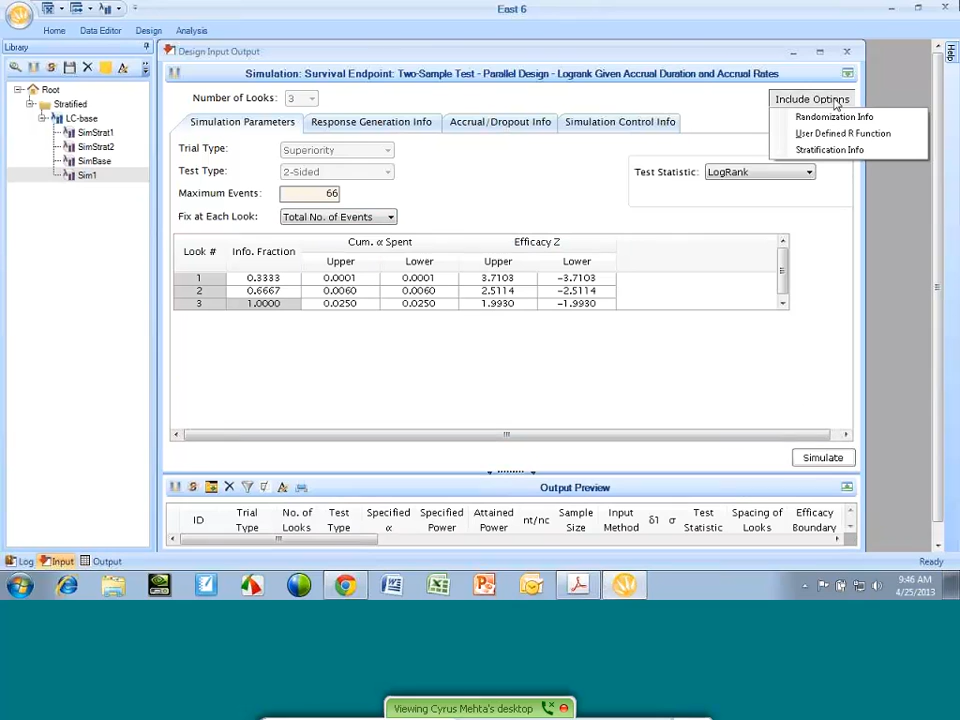 East 6
Home Data Editor Design Analysis
Library
Design Input Output
Help
Simulation: Survival Endpoint: Two-Sample Test - Parallel Design - Logrank Given Accrual Duration and Accrual Rates
Root
Stratified
LC-base
SimStrat1
SimStrat2
SimBase
Sim1
Number of Looks: 3
Include Options
Randomization Info
User Defined R Function
Stratification Info
Simulation Parameters Response Generation Info Accrual/Dropout Info Simulation Control Info
Trial Type: Superiority
Test Type: 2-Sided
Test Statistic: LogRank
Maximum Events: 66
Fix at Each Look: Total No. of Events
Look # Info. Fraction Cum. α Spent Efficacy Z
Upper Lower Upper Lower
1 0.3333 0.0001 0.0001 3.7103 -3.7103
2 0.6667 0.0060 0.0060 2.5114 -2.5114
3 1.0000 0.0250 0.0250 1.9930 -1.9930
Simulate
Output Preview
ID Trial Type No. of Looks Test Type Specified α Specified Power Attained Power nt/nc Sample Size Input Method δ1 σ Test Statistic Spacing of Looks Efficacy Boundary
Log Input Output
Ready
9:46 AM
4/25/2013
Viewing Cyrus Mehta's desktop